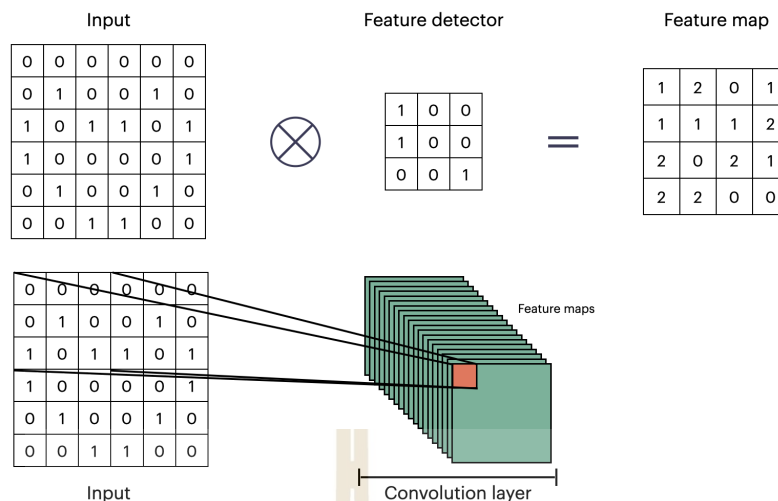 Input Feature detector Feature map
0 0 0 0 0 0
0 1 0 0 1 0
1 0 1 1 0 1
1 0 0 0 0 1
0 1 0 0 1 0
0 0 1 1 0 0
1 0 0
1 0 0
0 0 1
1 2 0 1
1 1 1 2
2 0 2 1
2 2 0 0
0 0 0 0 0 0
0 1 0 0 1 0
1 0 1 1 0 1
1 0 0 0 0 1
0 1 0 0 1 0
0 0 1 1 0 0
Feature maps
Input Convolution layer